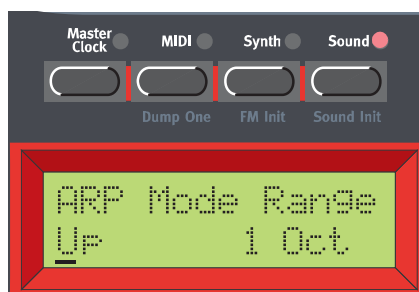 Master Clock MIDI Synth Sound
Dump One FM Init Sound Init
ARP Mode Range
Up 1 Oct